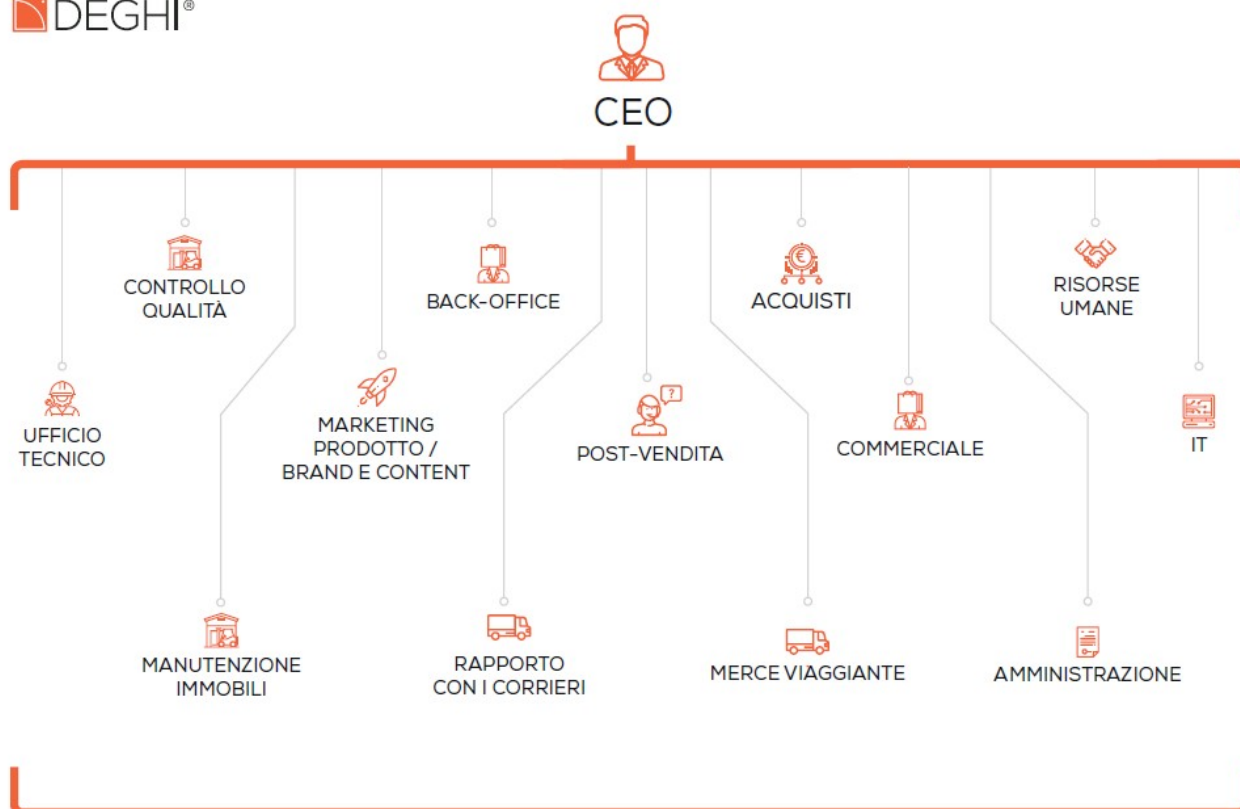 DEGHI®
CEO
CONTROLLO
QUALITÀ
BACK-OFFICE
ACQUISTI
RISORSE
UMANE
UFFICIO
TECNICO
MARKETING
PRODOTTO /
BRAND E CONTENT
POST-VENDITA
?
COMMERCIALE
IT
MANUTENZIONE
IMMOBILI
RAPPORTO
CON I CORRIERI
MERCE VIAGGIANTE
AMMINISTRAZIONE